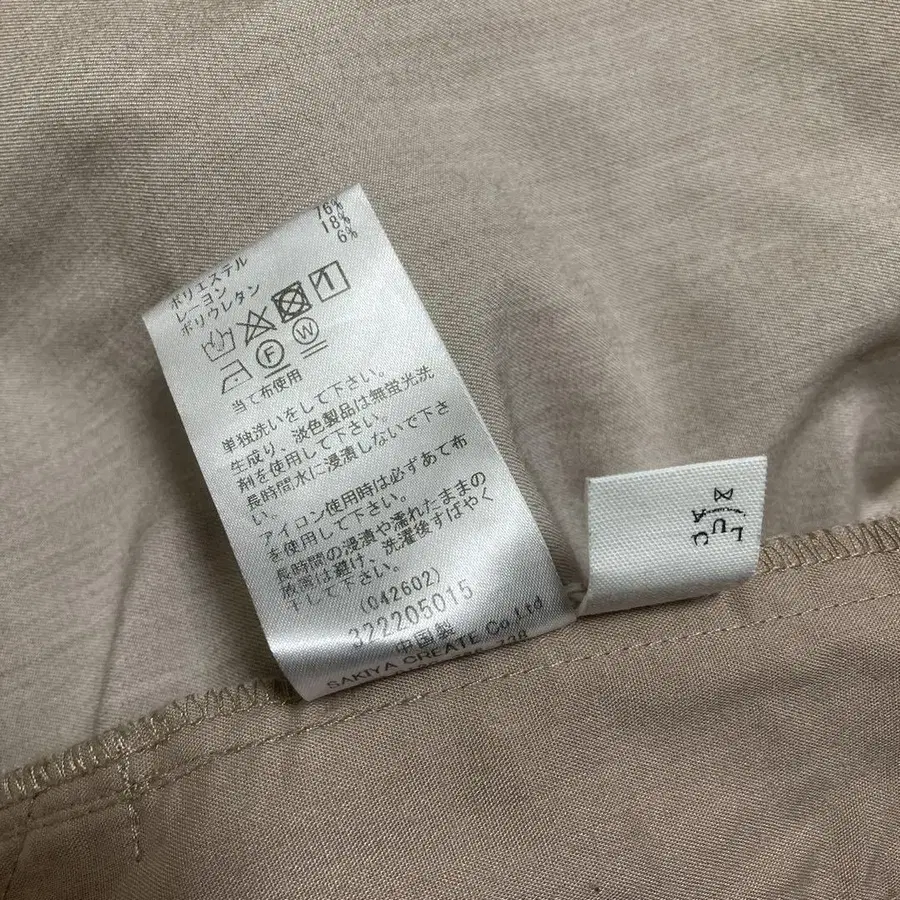 ポリエステル 76%
レーヨン 18%
ポリウレタン 6%
F W
当て布使用
単独洗いをして下さい。
生成り、淡色製品は無蛍光洗
剤を使用して下さい。
長時間水に浸漬しないで下さ
い。
アイロン使用時は必ずあて布
を使用して下さい。
長時間の浸漬や濡れたままの
放置は避け、洗濯後すばやく
干して下さい。
(042602)
322205015
中国製
SAKIYA CREATE Co.,Ltd
LUCA